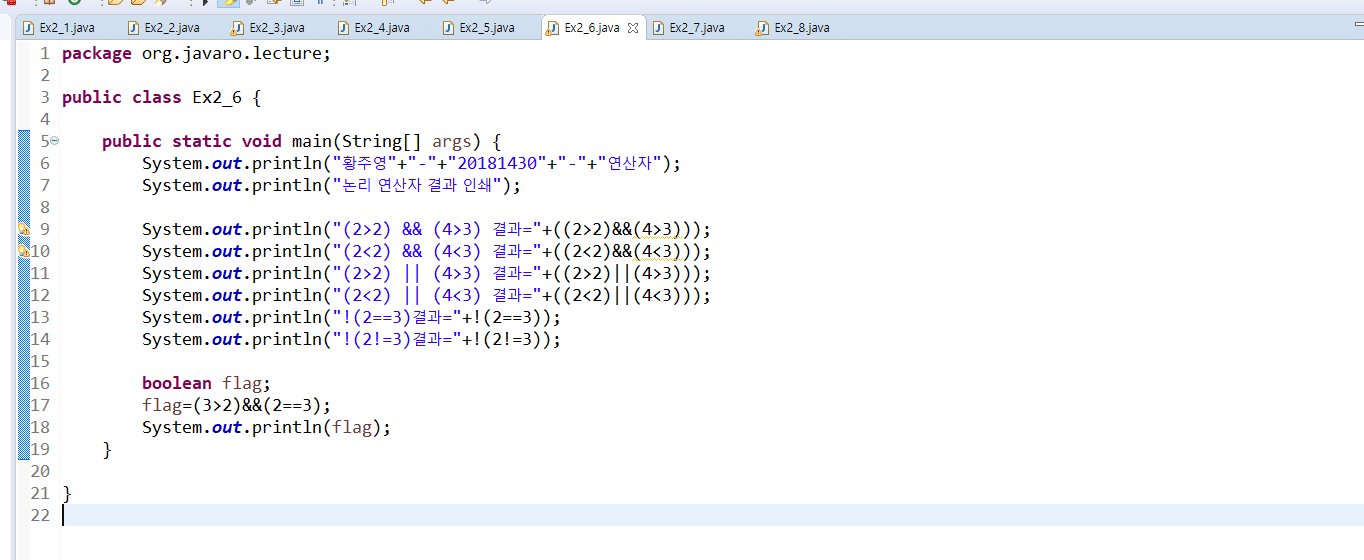 Ex2_1.java Ex2_2.java Ex2_3.java Ex2_4.java Ex2_5.java Ex2_6.java Ex2_7.java Ex2_8.java
1 package org.javaro.lecture;
2
3 public class Ex2_6 {
4
5 public static void main(String[] args) {
6 System.out.println("황주영"+"-"+"20181430"+"-"+"연산자");
7 System.out.println("논리 연산자 결과 인쇄");
8
9 System.out.println("(2>2) && (4>3) 결과="+((2>2)&&(4>3)));
10 System.out.println("(2<2) && (4<3) 결과="+((2<2)&&(4<3)));
11 System.out.println("(2>2) || (4>3) 결과="+((2>2)||(4>3)));
12 System.out.println("(2<2) || (4<3) 결과="+((2<2)||(4<3)));
13 System.out.println("!(2==3)결과="+!(2==3));
14 System.out.println("!(2!=3)결과="+!(2!=3));
15
16 boolean flag;
17 flag=(3>2)&&(2==3);
18 System.out.println(flag);
19 }
20
21 }
22